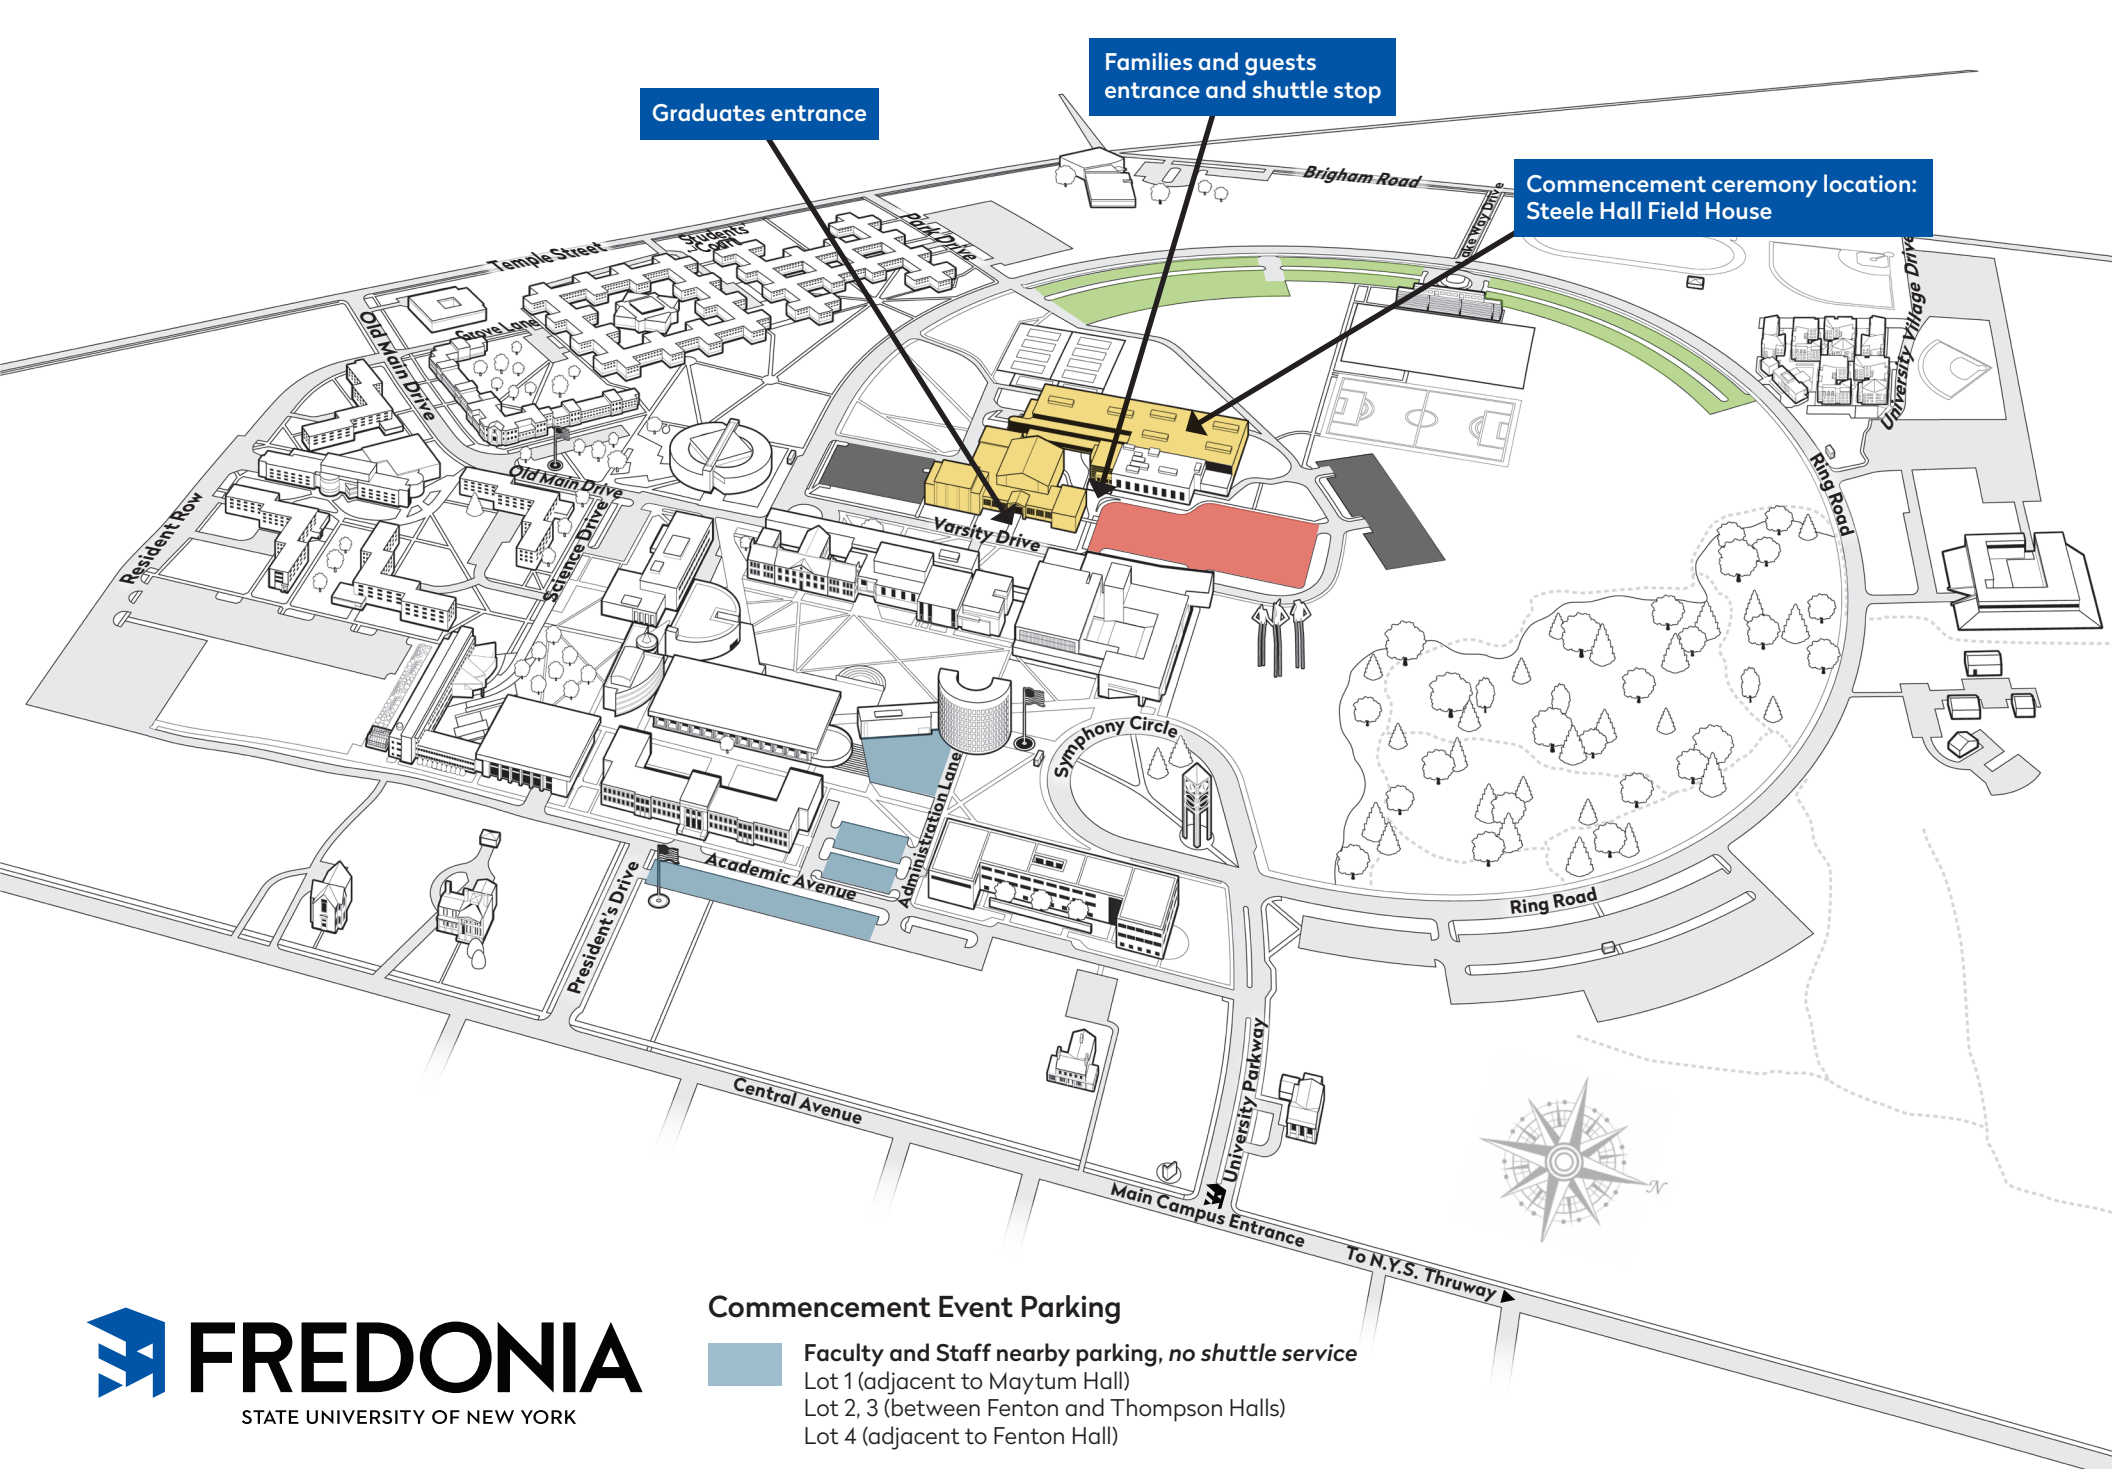 Families and guests
entrance and shuttle stop
Graduates entrance
Commencement ceremony location:
Steele Hall Field House
Brigham Road
Lake Way Drive
Park Drive
Students'
Court
Temple Street
University Village Drive
Grove Lane
Old Main Drive
Old Main Drive
Ring Road
Resident Row
Science Drive
Varsity Drive
Symphony Circle
Administration Lane
Academic Avenue
President's Drive
Ring Road
University Parkway
Central Avenue
N
Main Campus Entrance
To N.Y.S. Thruway
Commencement Event Parking
Faculty and Staff nearby parking, no shuttle service
Lot 1 (adjacent to Maytum Hall)
Lot 2, 3 (between Fenton and Thompson Halls)
Lot 4 (adjacent to Fenton Hall)
FREDONIA
STATE UNIVERSITY OF NEW YORK